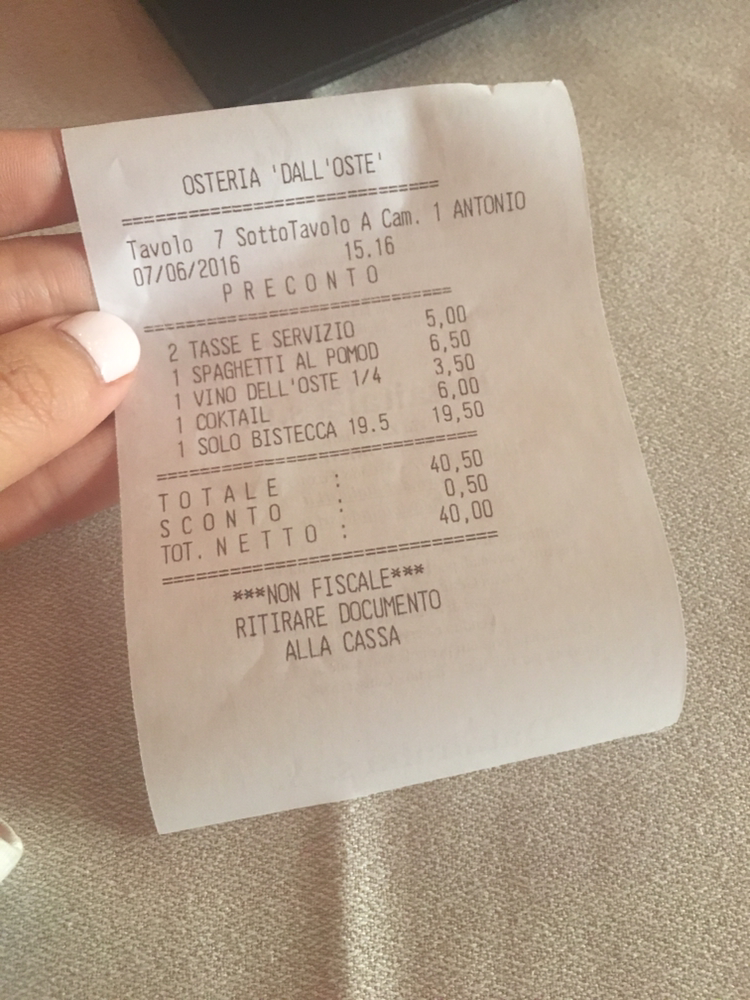 OSTERIA 'DALL'OSTE'
==============================
Tavolo 7 SottoTavolo A Cam. 1 ANTONIO
07/06/2016 15.16
P R E C O N T O
==============================
2 TASSE E SERVIZIO 5,00
1 SPAGHETTI AL POMOD 6,50
1 VINO DELL'OSTE 1/4 3,50
1 COKTAIL 6,00
1 SOLO BISTECCA 19.5 19,50
==============================
T O T A L E : 40,50
S C O N T O : 0,50
TOT. N E T T O : 40,00
==============================
***NON FISCALE***
RITIRARE DOCUMENTO
ALLA CASSA